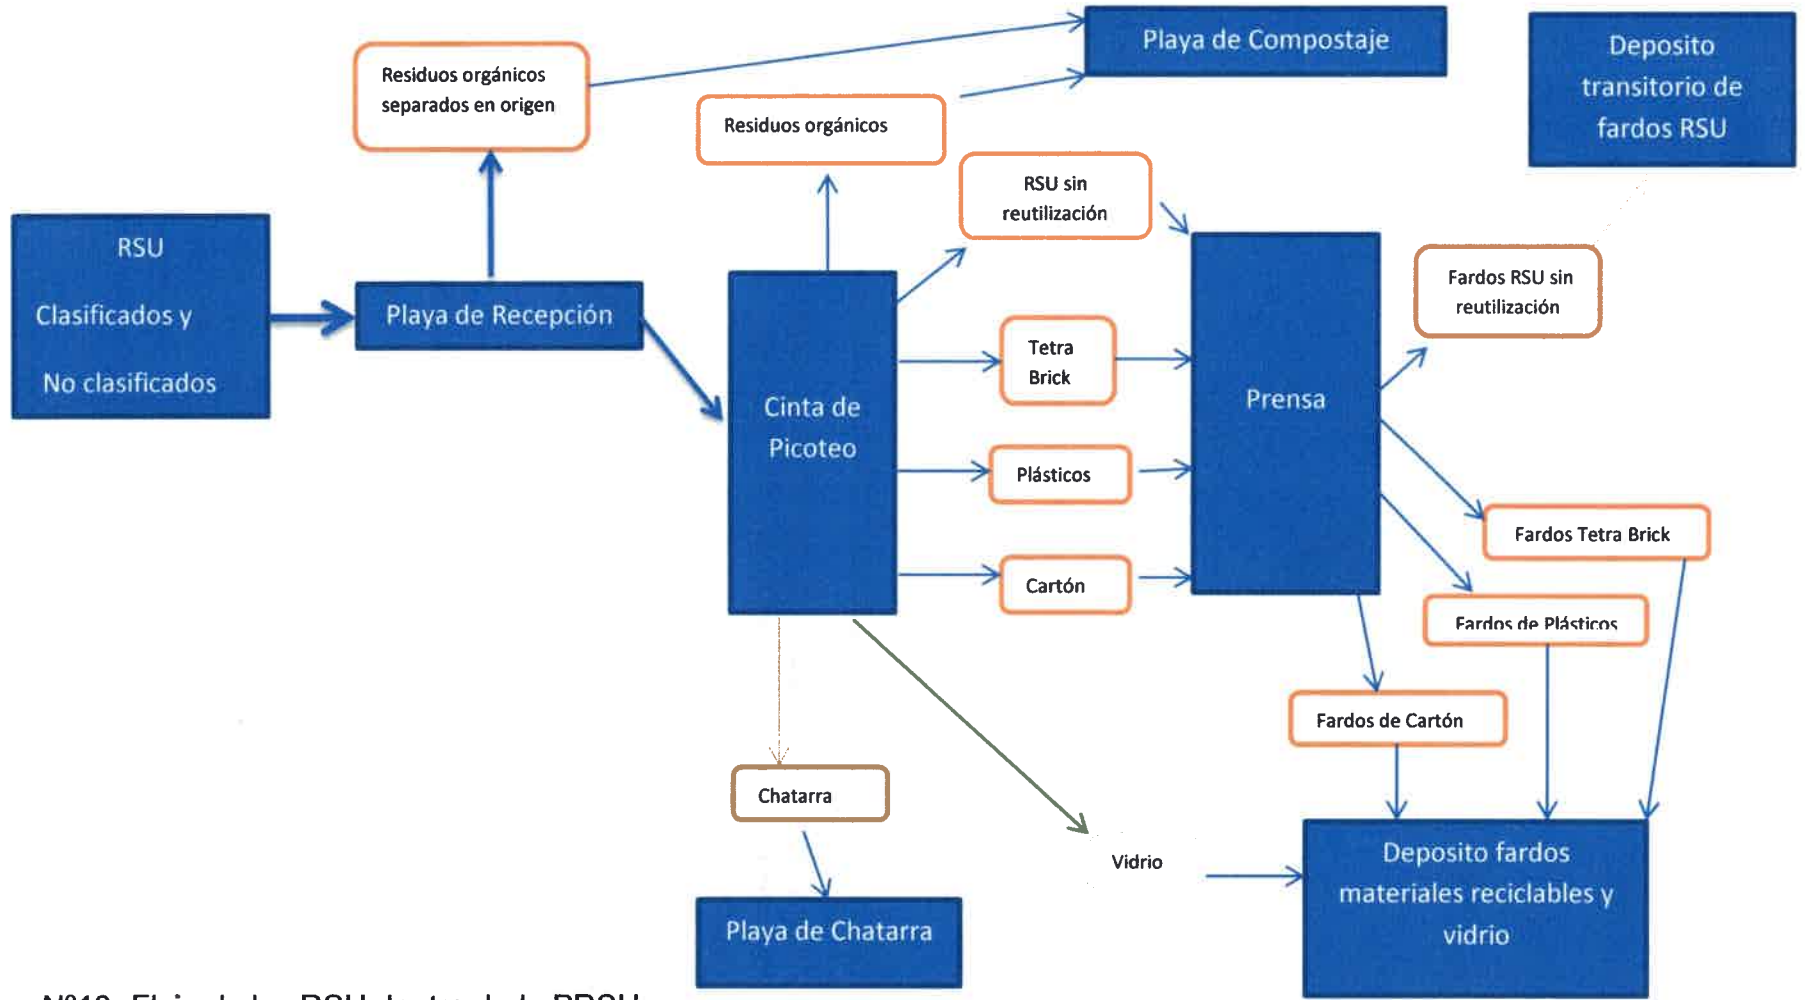 Residuos orgánicos
separados en origen
Playa de Compostaje
Deposito
transitorio de
fardos RSU
Residuos orgánicos
RSU sin
reutilización
RSU
Clasificados y
No clasificados
Playa de Recepción
Cinta de
Picoteo
Tetra
Brick
Plásticos
Cartón
Prensa
Fardos RSU sin
reutilización
Fardos Tetra Brick
Fardos de Plásticos
Fardos de Cartón
Chatarra
Vidrio
Playa de Chatarra
Deposito fardos
materiales reciclables y
vidrio